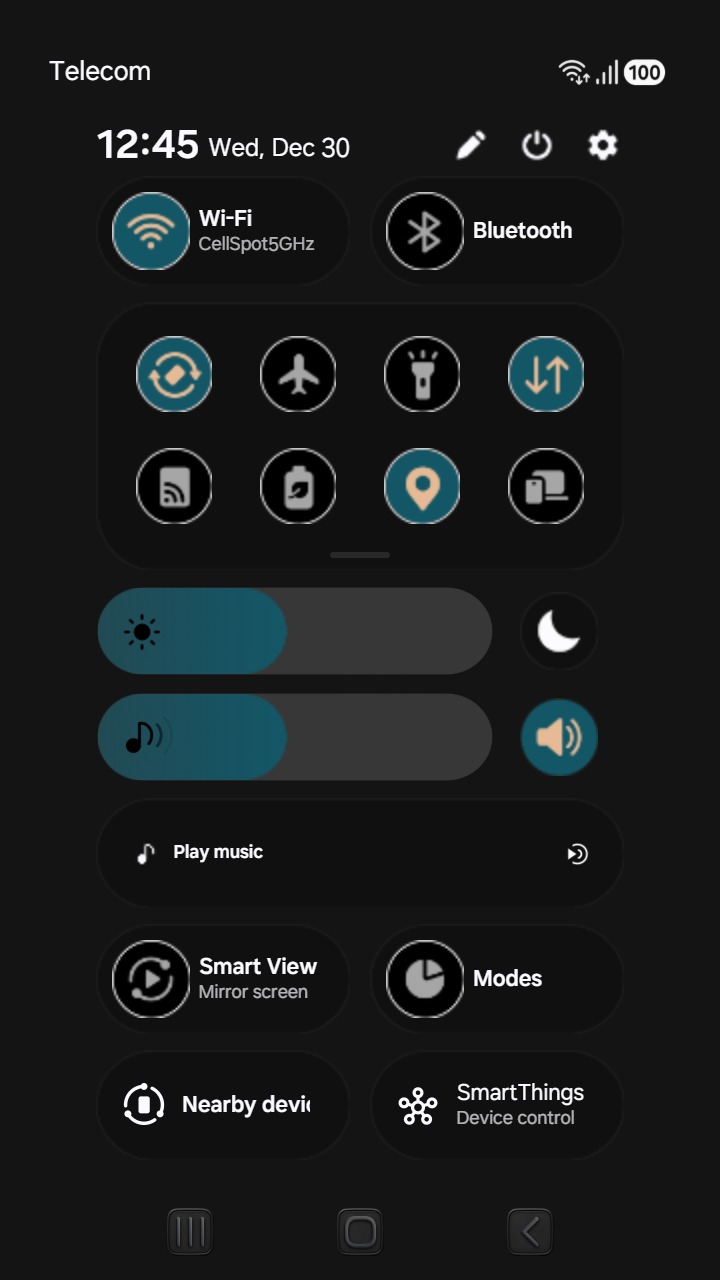 Telecom
100
12:45 Wed, Dec 30
Wi-Fi
CellSpot5GHz
Bluetooth
Play music
Smart View
Mirror screen
Modes
Nearby devi
SmartThings
Device control